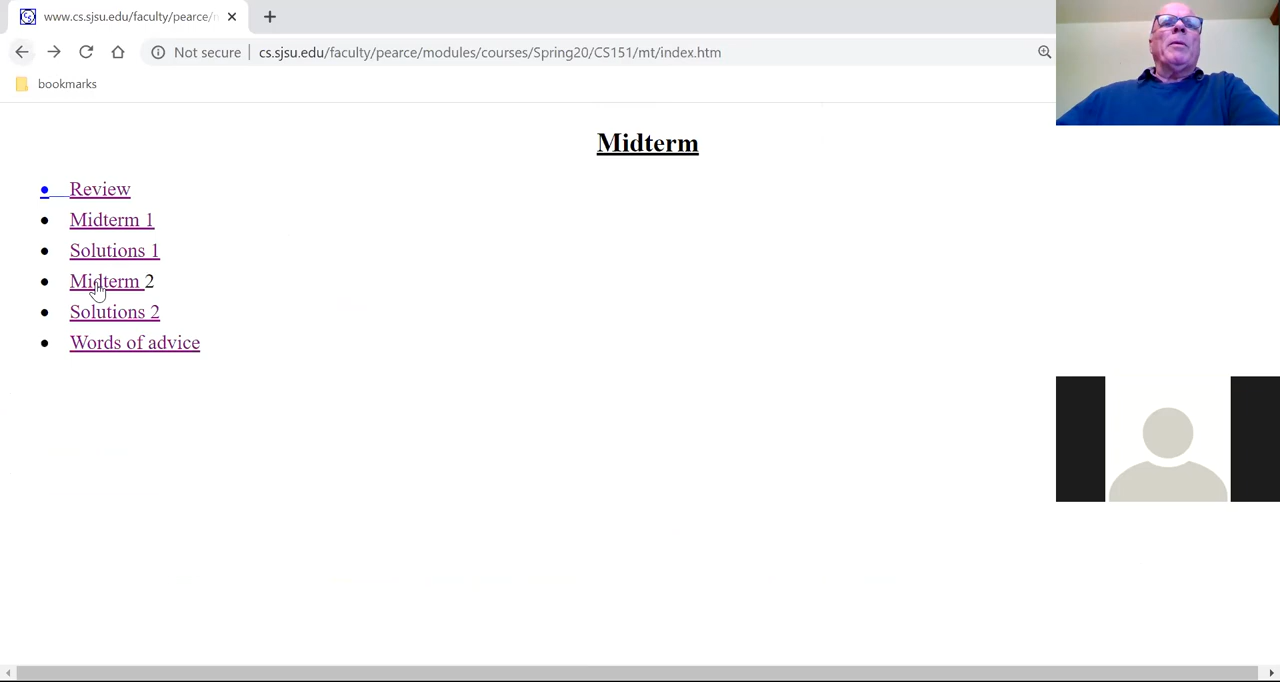 www.cs.sjsu.edu/faculty/pearce/
Not secure
cs.sjsu.edu/faculty/pearce/modules/courses/Spring20/CS151/mt/index.htm
bookmarks
Midterm
Review
Midterm 1
Solutions 1
Midterm 2
Solutions 2
Words of advice